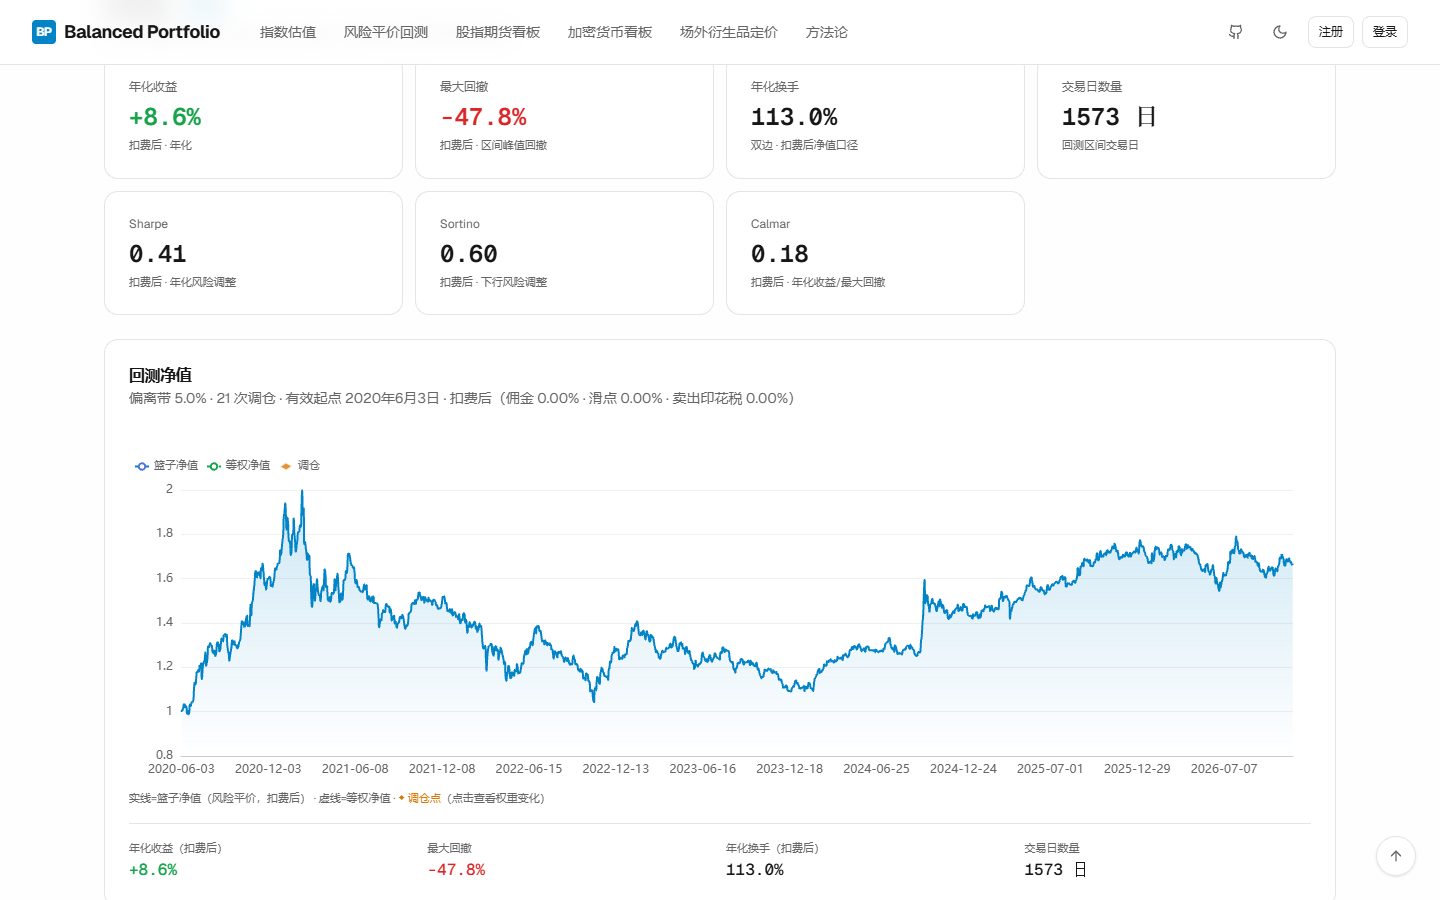 BP Balanced Portfolio 指数估值 风险平价回测 股指期货看板 加密货币看板 场外衍生品定价 方法论 注册 登录
年化收益 最大回撤 年化换手 交易日数量
+8.6% -47.8% 113.0% 1573 日
扣费后 · 年化 扣费后 · 区间峰值回撤 双边 · 扣费后净值口径 回测区间交易日
Sharpe Sortino Calmar
0.41 0.60 0.18
扣费后 · 年化风险调整 扣费后 · 下行风险调整 扣费后 · 年化收益/最大回撤
回测净值
偏离带 5.0% · 21 次调仓 · 有效起点 2020年6月3日 · 扣费后（佣金 0.00% · 滑点 0.00% · 卖出印花税 0.00%）
篮子净值 等权净值 调仓
2
1.8
1.6
1.4
1.2
1
0.8
2020-06-03 2020-12-03 2021-06-08 2021-12-08 2022-06-15 2022-12-13 2023-06-16 2023-12-18 2024-06-25 2024-12-24 2025-07-01 2025-12-29 2026-07-07
实线=篮子净值（风险平价，扣费后） · 虚线=等权净值 · ✦ 调仓点（点击查看权重变化）
年化收益（扣费后） 最大回撤 年化换手（扣费后） 交易日数量
+8.6% -47.8% 113.0% 1573 日